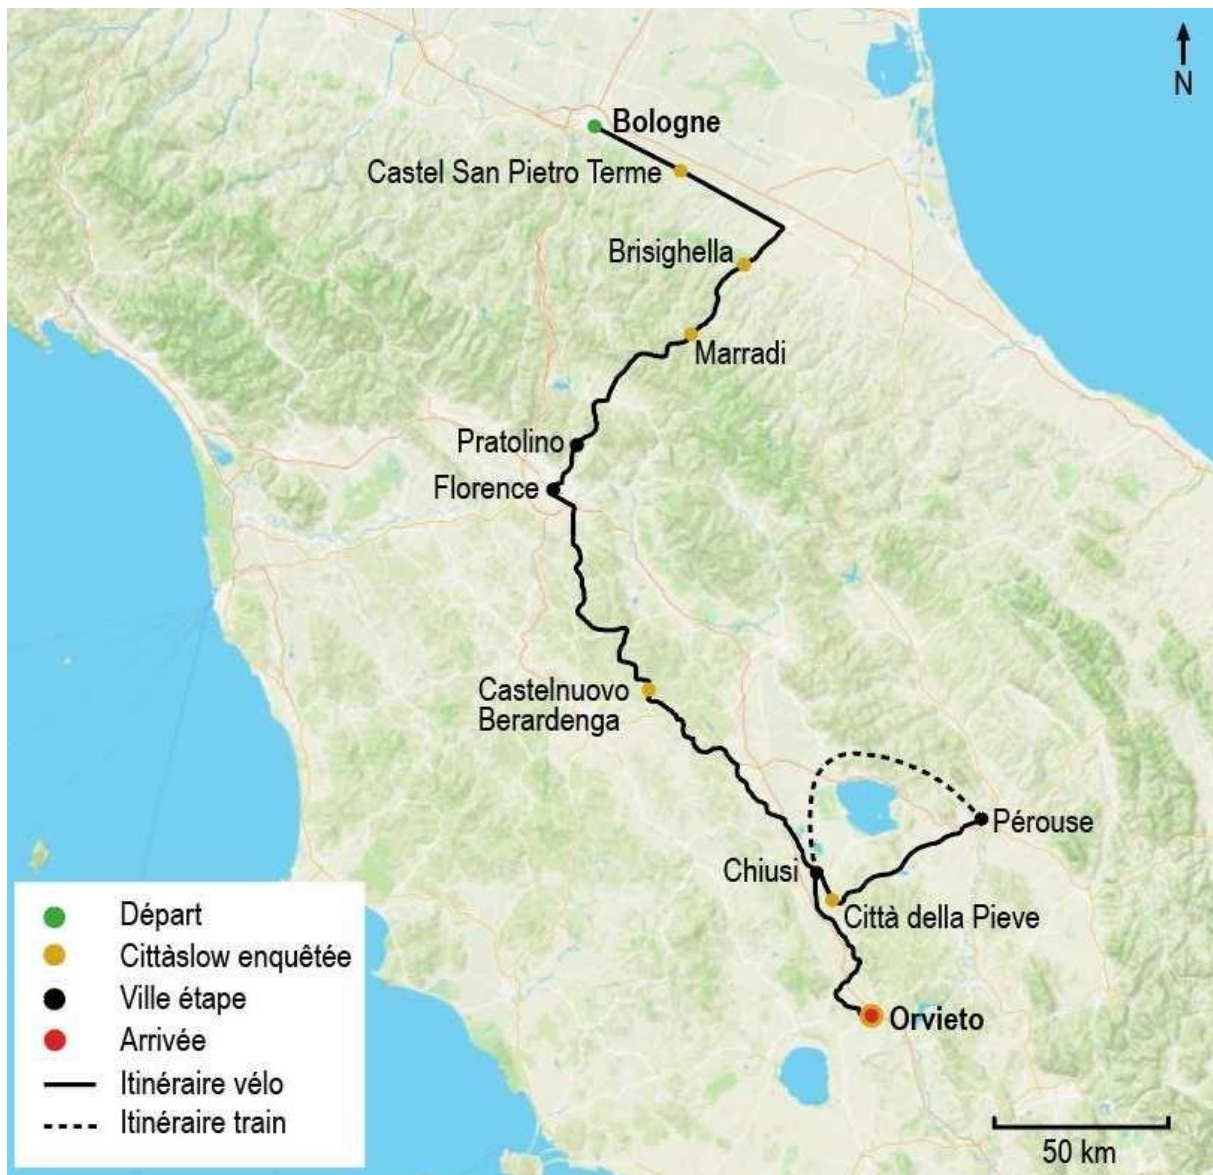 N
Bologne
Castel San Pietro Terme
Brisighella
Marradi
Pratolino
Florence
Castelnuovo
Berardenga
Pérouse
Chiusi
Città della Pieve
Orvieto
Départ
Cittàslow enquêtée
Ville étape
Arrivée
Itinéraire vélo
Itinéraire train
50 km